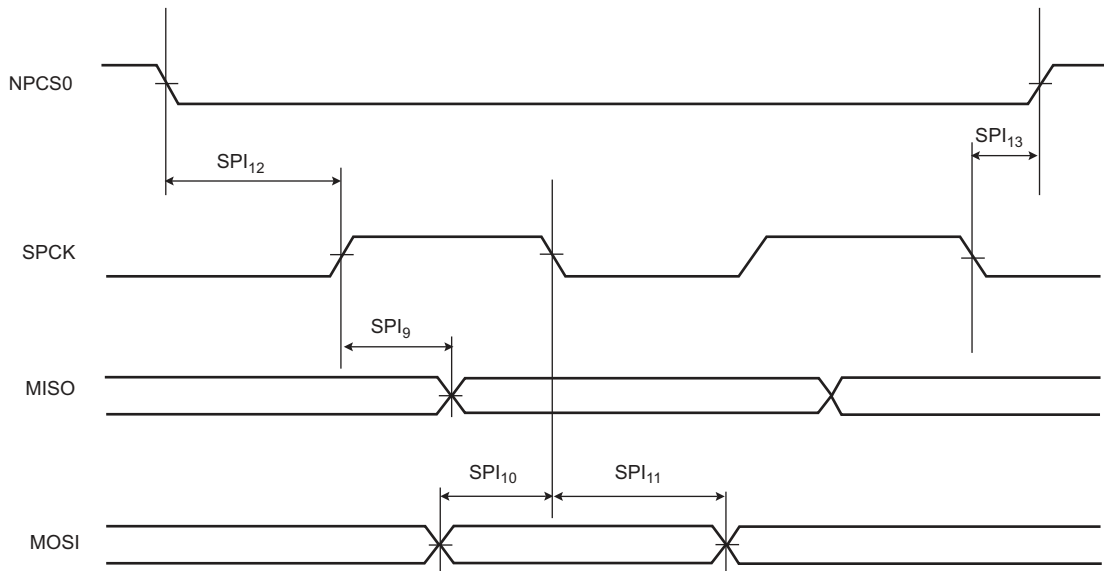 NPCS0
SPI₁₃
SPI₁₂
SPCK
SPI₉
MISO
SPI₁₀
SPI₁₁
MOSI